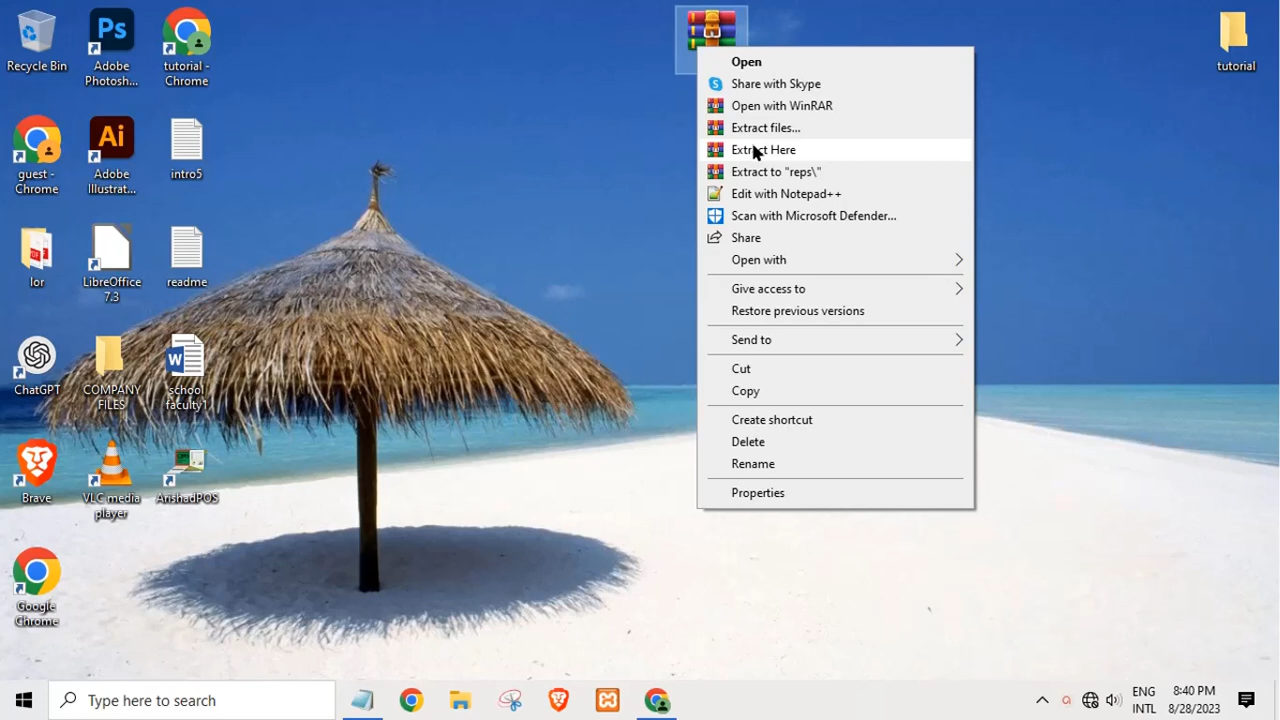 Recycle Bin
Adobe
Photosh...
tutorial -
Chrome
guest -
Chrome
Adobe
Illustrat...
intro5
lor
LibreOffice
7.3
readme
ChatGPT
COMPANY
FILES
school
faculty1
Brave
VLC media
player
ArishadPOS
Google
Chrome
tutorial
Open
Share with Skype
Open with WinRAR
Extract files...
Extract Here
Extract to "reps\"
Edit with Notepad++
Scan with Microsoft Defender...
Share
Open with
Give access to
Restore previous versions
Send to
Cut
Copy
Create shortcut
Delete
Rename
Properties
Type here to search
ENG
INTL
8:40 PM
8/28/2023